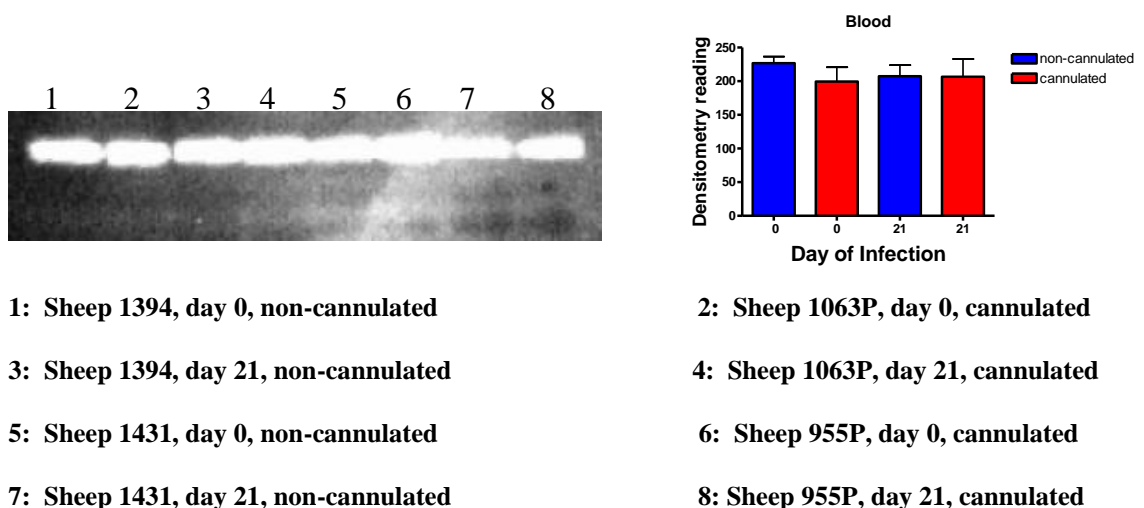 Blood
Densitometry reading
250
200
150
100
50
0
0 0 21 21
Day of Infection
non-cannulated
cannulated
1 2 3 4 5 6 7 8
1: Sheep 1394, day 0, non-cannulated
2: Sheep 1063P, day 0, cannulated
3: Sheep 1394, day 21, non-cannulated
4: Sheep 1063P, day 21, cannulated
5: Sheep 1431, day 0, non-cannulated
6: Sheep 955P, day 0, cannulated
7: Sheep 1431, day 21, non-cannulated
8: Sheep 955P, day 21, cannulated